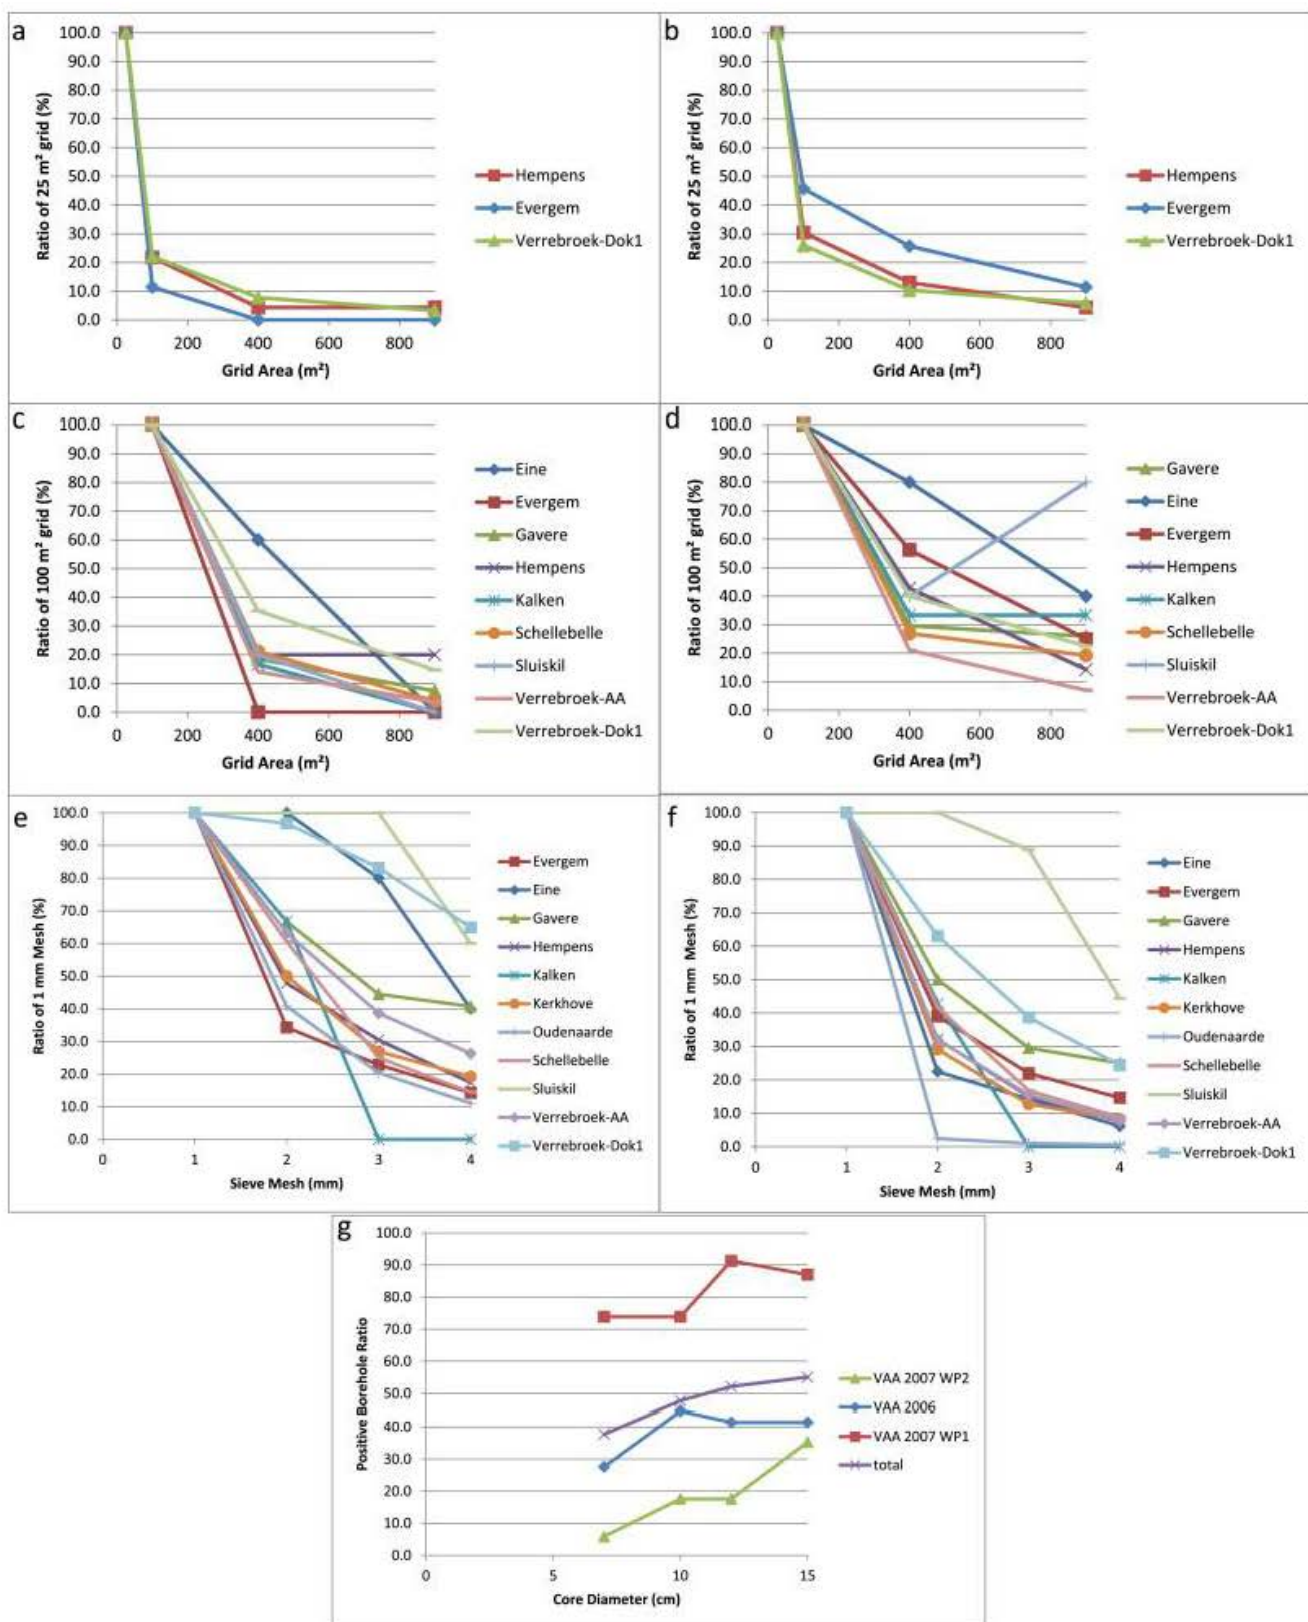 a
Ratio of 25 m² grid (%)
100.0
90.0
80.0
70.0
60.0
50.0
40.0
30.0
20.0
10.0
0.0
0 200 400 600 800
Grid Area (m²)
Hempens
Evergem
Verrebroek-Dok1
b
Ratio of 25 m² grid (%)
100.0
90.0
80.0
70.0
60.0
50.0
40.0
30.0
20.0
10.0
0.0
0 200 400 600 800
Grid Area (m²)
Hempens
Evergem
Verrebroek-Dok1
c
Ratio of 100 m² grid (%)
100.0
90.0
80.0
70.0
60.0
50.0
40.0
30.0
20.0
10.0
0.0
0 200 400 600 800
Grid Area (m²)
Eine
Evergem
Gavere
Hempens
Kalken
Schellebelle
Sluiskil
Verrebroek-AA
Verrebroek-Dok1
d
Ratio of 100 m² grid (%)
100.0
90.0
80.0
70.0
60.0
50.0
40.0
30.0
20.0
10.0
0.0
0 200 400 600 800
Grid Area (m²)
Gavere
Eine
Evergem
Hempens
Kalken
Schellebelle
Sluiskil
Verrebroek-AA
Verrebroek-Dok1
e
Ratio of 1 mm Mesh (%)
100.0
90.0
80.0
70.0
60.0
50.0
40.0
30.0
20.0
10.0
0.0
0 1 2 3 4
Sieve Mesh (mm)
Evergem
Eine
Gavere
Hempens
Kalken
Kerkhove
Oudenaarde
Schellebelle
Sluiskil
Verrebroek-AA
Verrebroek-Dok1
f
Ratio of 1 mm Mesh (%)
100.0
90.0
80.0
70.0
60.0
50.0
40.0
30.0
20.0
10.0
0.0
0 1 2 3 4
Sieve Mesh (mm)
Eine
Evergem
Gavere
Hempens
Kalken
Kerkhove
Oudenaarde
Schellebelle
Sluiskil
Verrebroek-AA
Verrebroek-Dok1
g
Positive Borehole Ratio
100.0
90.0
80.0
70.0
60.0
50.0
40.0
30.0
20.0
10.0
0.0
0 5 10 15
Core Diameter (cm)
VAA 2007 WP2
VAA 2006
VAA 2007 WP1
total